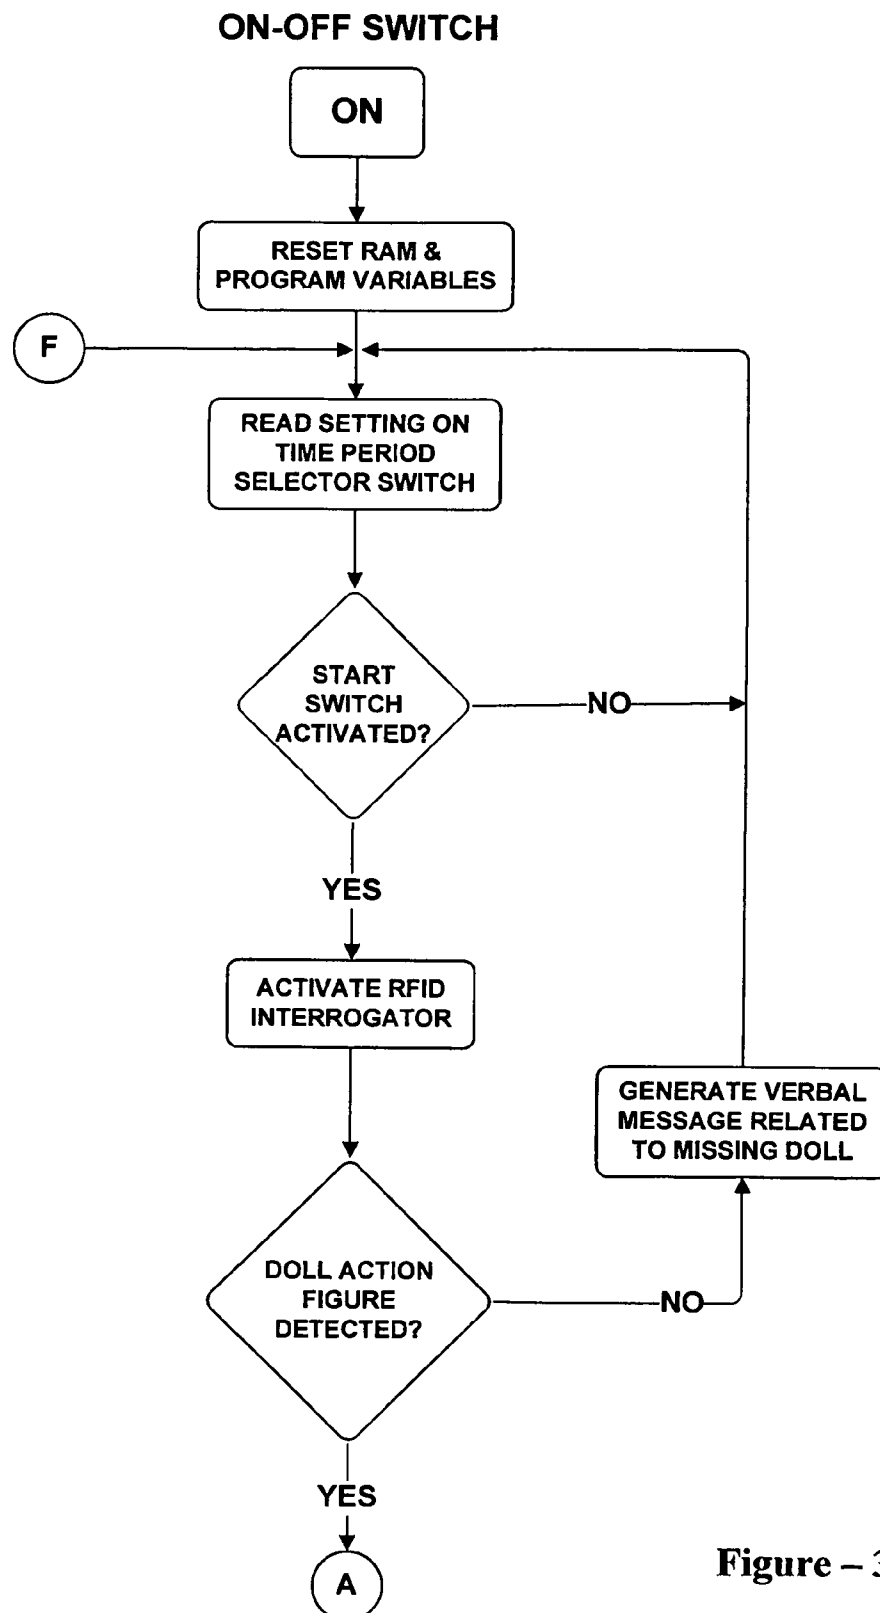 ON-OFF SWITCH
ON
RESET RAM &
PROGRAM VARIABLES
F
READ SETTING ON
TIME PERIOD
SELECTOR SWITCH
START
SWITCH
ACTIVATED?
NO
YES
ACTIVATE RFID
INTERROGATOR
GENERATE VERBAL
MESSAGE RELATED
TO MISSING DOLL
DOLL ACTION
FIGURE
DETECTED?
NO
YES
A
Figure –